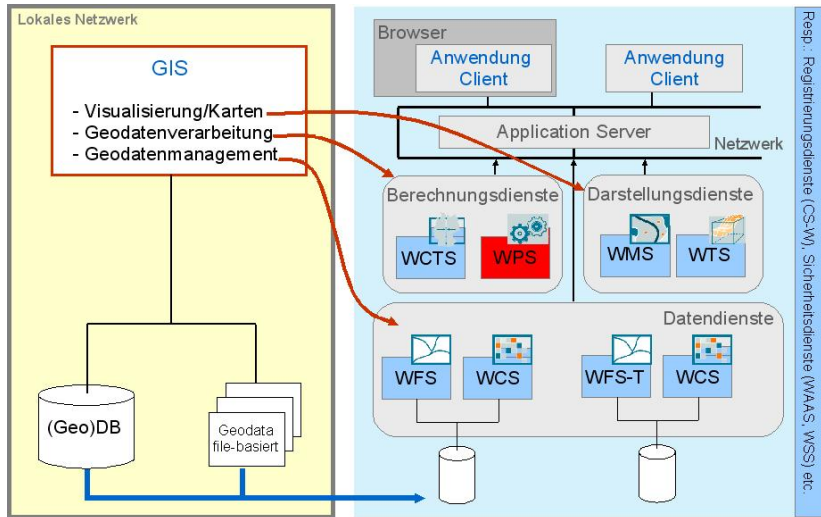 Lokales Netzwerk
GIS
- Visualisierung/Karten
- Geodatenverarbeitung
- Geodatenmanagement
(Geo)DB
Geodata
file-basiert
Browser
Anwendung
Client
Anwendung
Client
Application Server
Netzwerk
Berechnungsdienste
WCTS
WPS
Darstellungsdienste
WMS
WTS
Datendienste
WFS
WCS
WFS-T
WCS
Resp.: Registrierungsdienste (CS-W), Sicherheitsdienste (WAAS, WSS) etc.